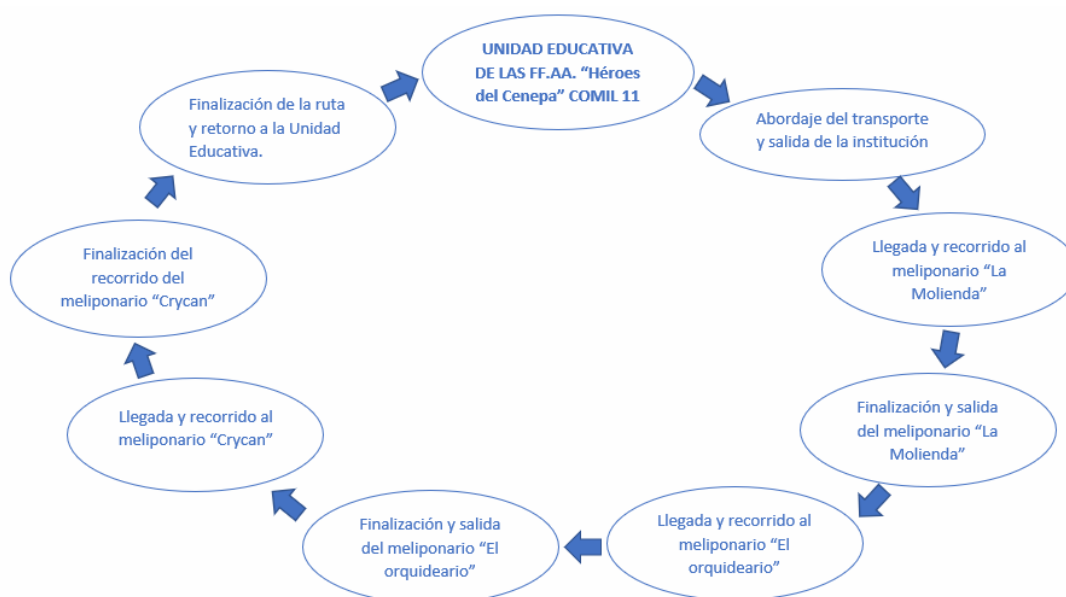 UNIDAD EDUCATIVA
DE LAS FF.AA. “Héroes
del Cenepa” COMIL 11
Abordaje del transporte
y salida de la institución
Llegada y recorrido al
meliponario “La
Molienda”
Finalización y salida
del meliponario “La
Molienda”
Llegada y recorrido al
meliponario “El
orquideario”
Finalización y salida
del meliponario “El
orquideario”
Llegada y recorrido al
meliponario “Crycan”
Finalización del
recorrido del
meliponario “Crycan”
Finalización de la ruta
y retorno a la Unidad
Educativa.